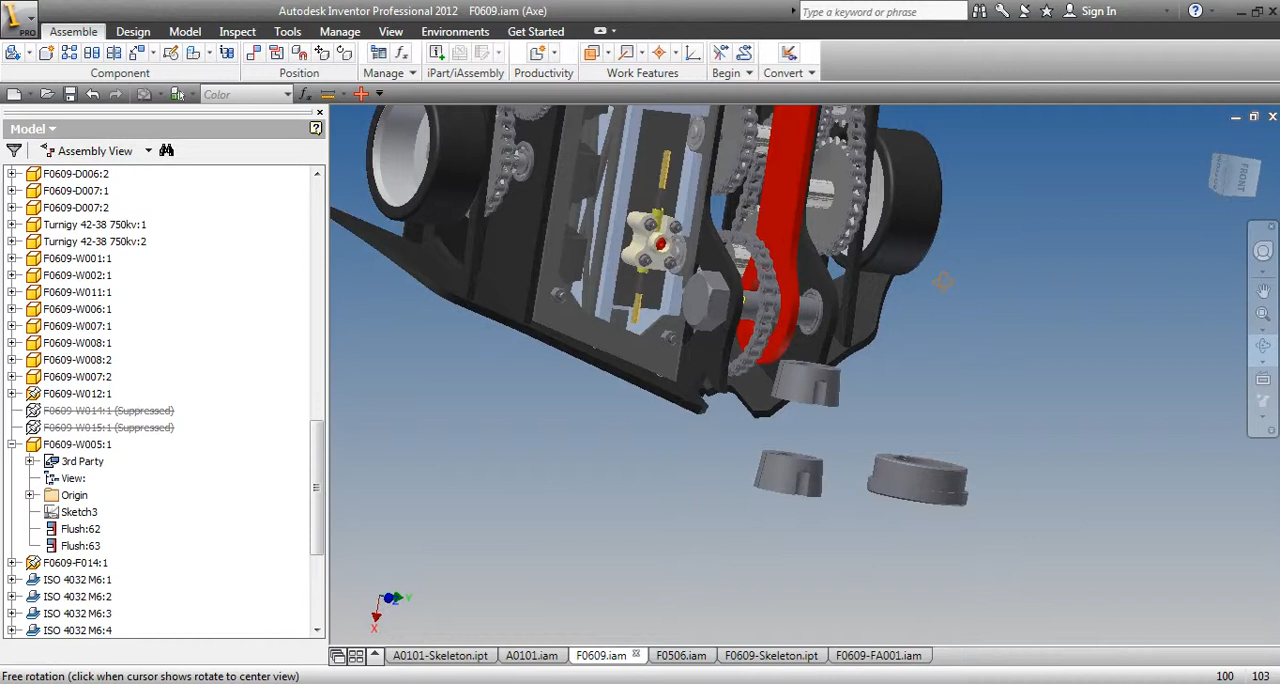 Autodesk Inventor Professional 2012   F0609.iam (Axe)
Type a keyword or phrase
Sign In
PRO
Assemble Design Model Inspect Tools Manage View Environments Get Started
Component Position Manage iPart/iAssembly Productivity Work Features Begin Convert
Color
Model
Assembly View
F0609-D006:2
F0609-D007:1
F0609-D007:2
Turnigy 42-38 750kv:1
Turnigy 42-38 750kv:2
F0609-W001:1
F0609-W002:1
F0609-W011:1
F0609-W006:1
F0609-W007:1
F0609-W008:1
F0609-W008:2
F0609-W007:2
F0609-W012:1
F0609-W014:1 (Suppressed)
F0609-W015:1 (Suppressed)
F0609-W005:1
3rd Party
View:
Origin
Sketch3
Flush:62
Flush:63
F0609-F014:1
ISO 4032 M6:1
ISO 4032 M6:2
ISO 4032 M6:3
ISO 4032 M6:4
FRONT
Y
Z
X
A0101-Skeleton.ipt A0101.iam F0609.iam F0506.iam F0609-Skeleton.ipt F0609-FA001.iam
Free rotation (click when cursor shows rotate to center view) 100 103